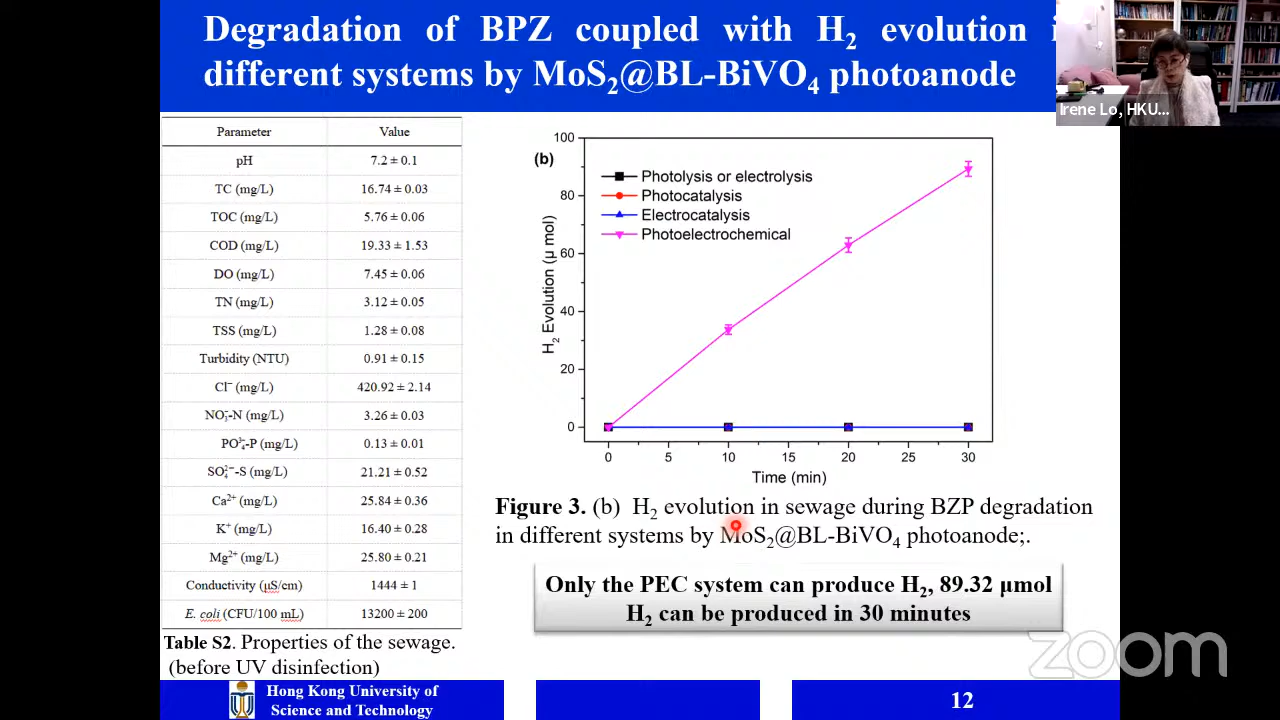 Degradation of BPZ coupled with H₂ evolution
different systems by MoS₂@BL-BiVO₄ photoanode
Irene Lo, HKU...
Parameter Value
pH 7.2 ± 0.1
TC (mg/L) 16.74 ± 0.03
TOC (mg/L) 5.76 ± 0.06
COD (mg/L) 19.33 ± 1.53
DO (mg/L) 7.45 ± 0.06
TN (mg/L) 3.12 ± 0.05
TSS (mg/L) 1.28 ± 0.08
Turbidity (NTU) 0.91 ± 0.15
Cl⁻ (mg/L) 420.92 ± 2.14
NO₃⁻-N (mg/L) 3.26 ± 0.03
PO₄³⁻-P (mg/L) 0.13 ± 0.01
SO₄²⁻-S (mg/L) 21.21 ± 0.52
Ca²⁺ (mg/L) 25.84 ± 0.36
K⁺ (mg/L) 16.40 ± 0.28
Mg²⁺ (mg/L) 25.80 ± 0.21
Conductivity (μS/cm) 1444 ± 1
E. coli (CFU/100 mL) 13200 ± 200
Table S2. Properties of the sewage.
(before UV disinfection)
(b)
Photolysis or electrolysis
Photocatalysis
Electrocatalysis
Photoelectrochemical
H₂ Evolution (μ mol)
100
80
60
40
20
0
0 5 10 15 20 25 30
Time (min)
Figure 3. (b) H₂ evolution in sewage during BZP degradation
in different systems by MoS₂@BL-BiVO₄ photoanode;.
Only the PEC system can produce H₂, 89.32 μmol
H₂ can be produced in 30 minutes
zoom
Hong Kong University of
Science and Technology
12